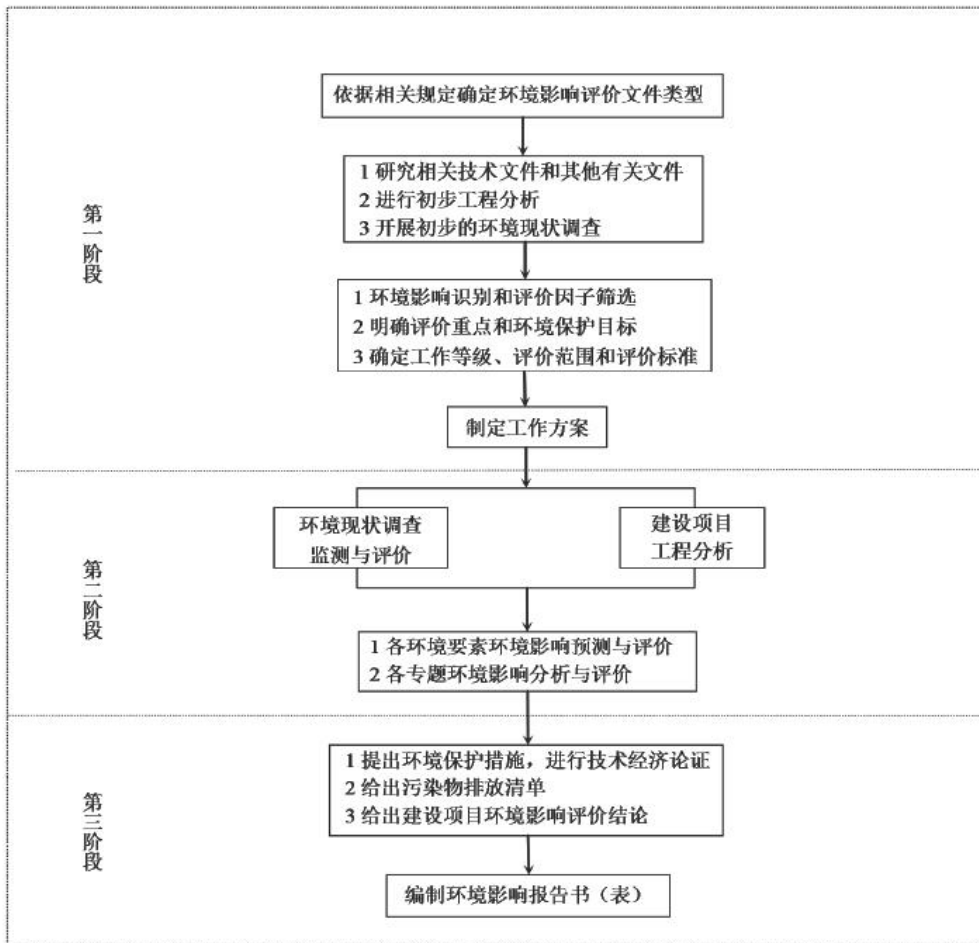 依据相关规定确定环境影响评价文件类型
1 研究相关技术文件和其他有关文件
2 进行初步工程分析
3 开展初步的环境现状调查
第一阶段
1 环境影响识别和评价因子筛选
2 明确评价重点和环境保护目标
3 确定工作等级、评价范围和评价标准
制定工作方案
环境现状调查
监测与评价
建设项目
工程分析
第二阶段
1 各环境要素环境影响预测与评价
2 各专题环境影响分析与评价
1 提出环境保护措施，进行技术经济论证
2 给出污染物排放清单
3 给出建设项目环境影响评价结论
第三阶段
编制环境影响报告书（表）